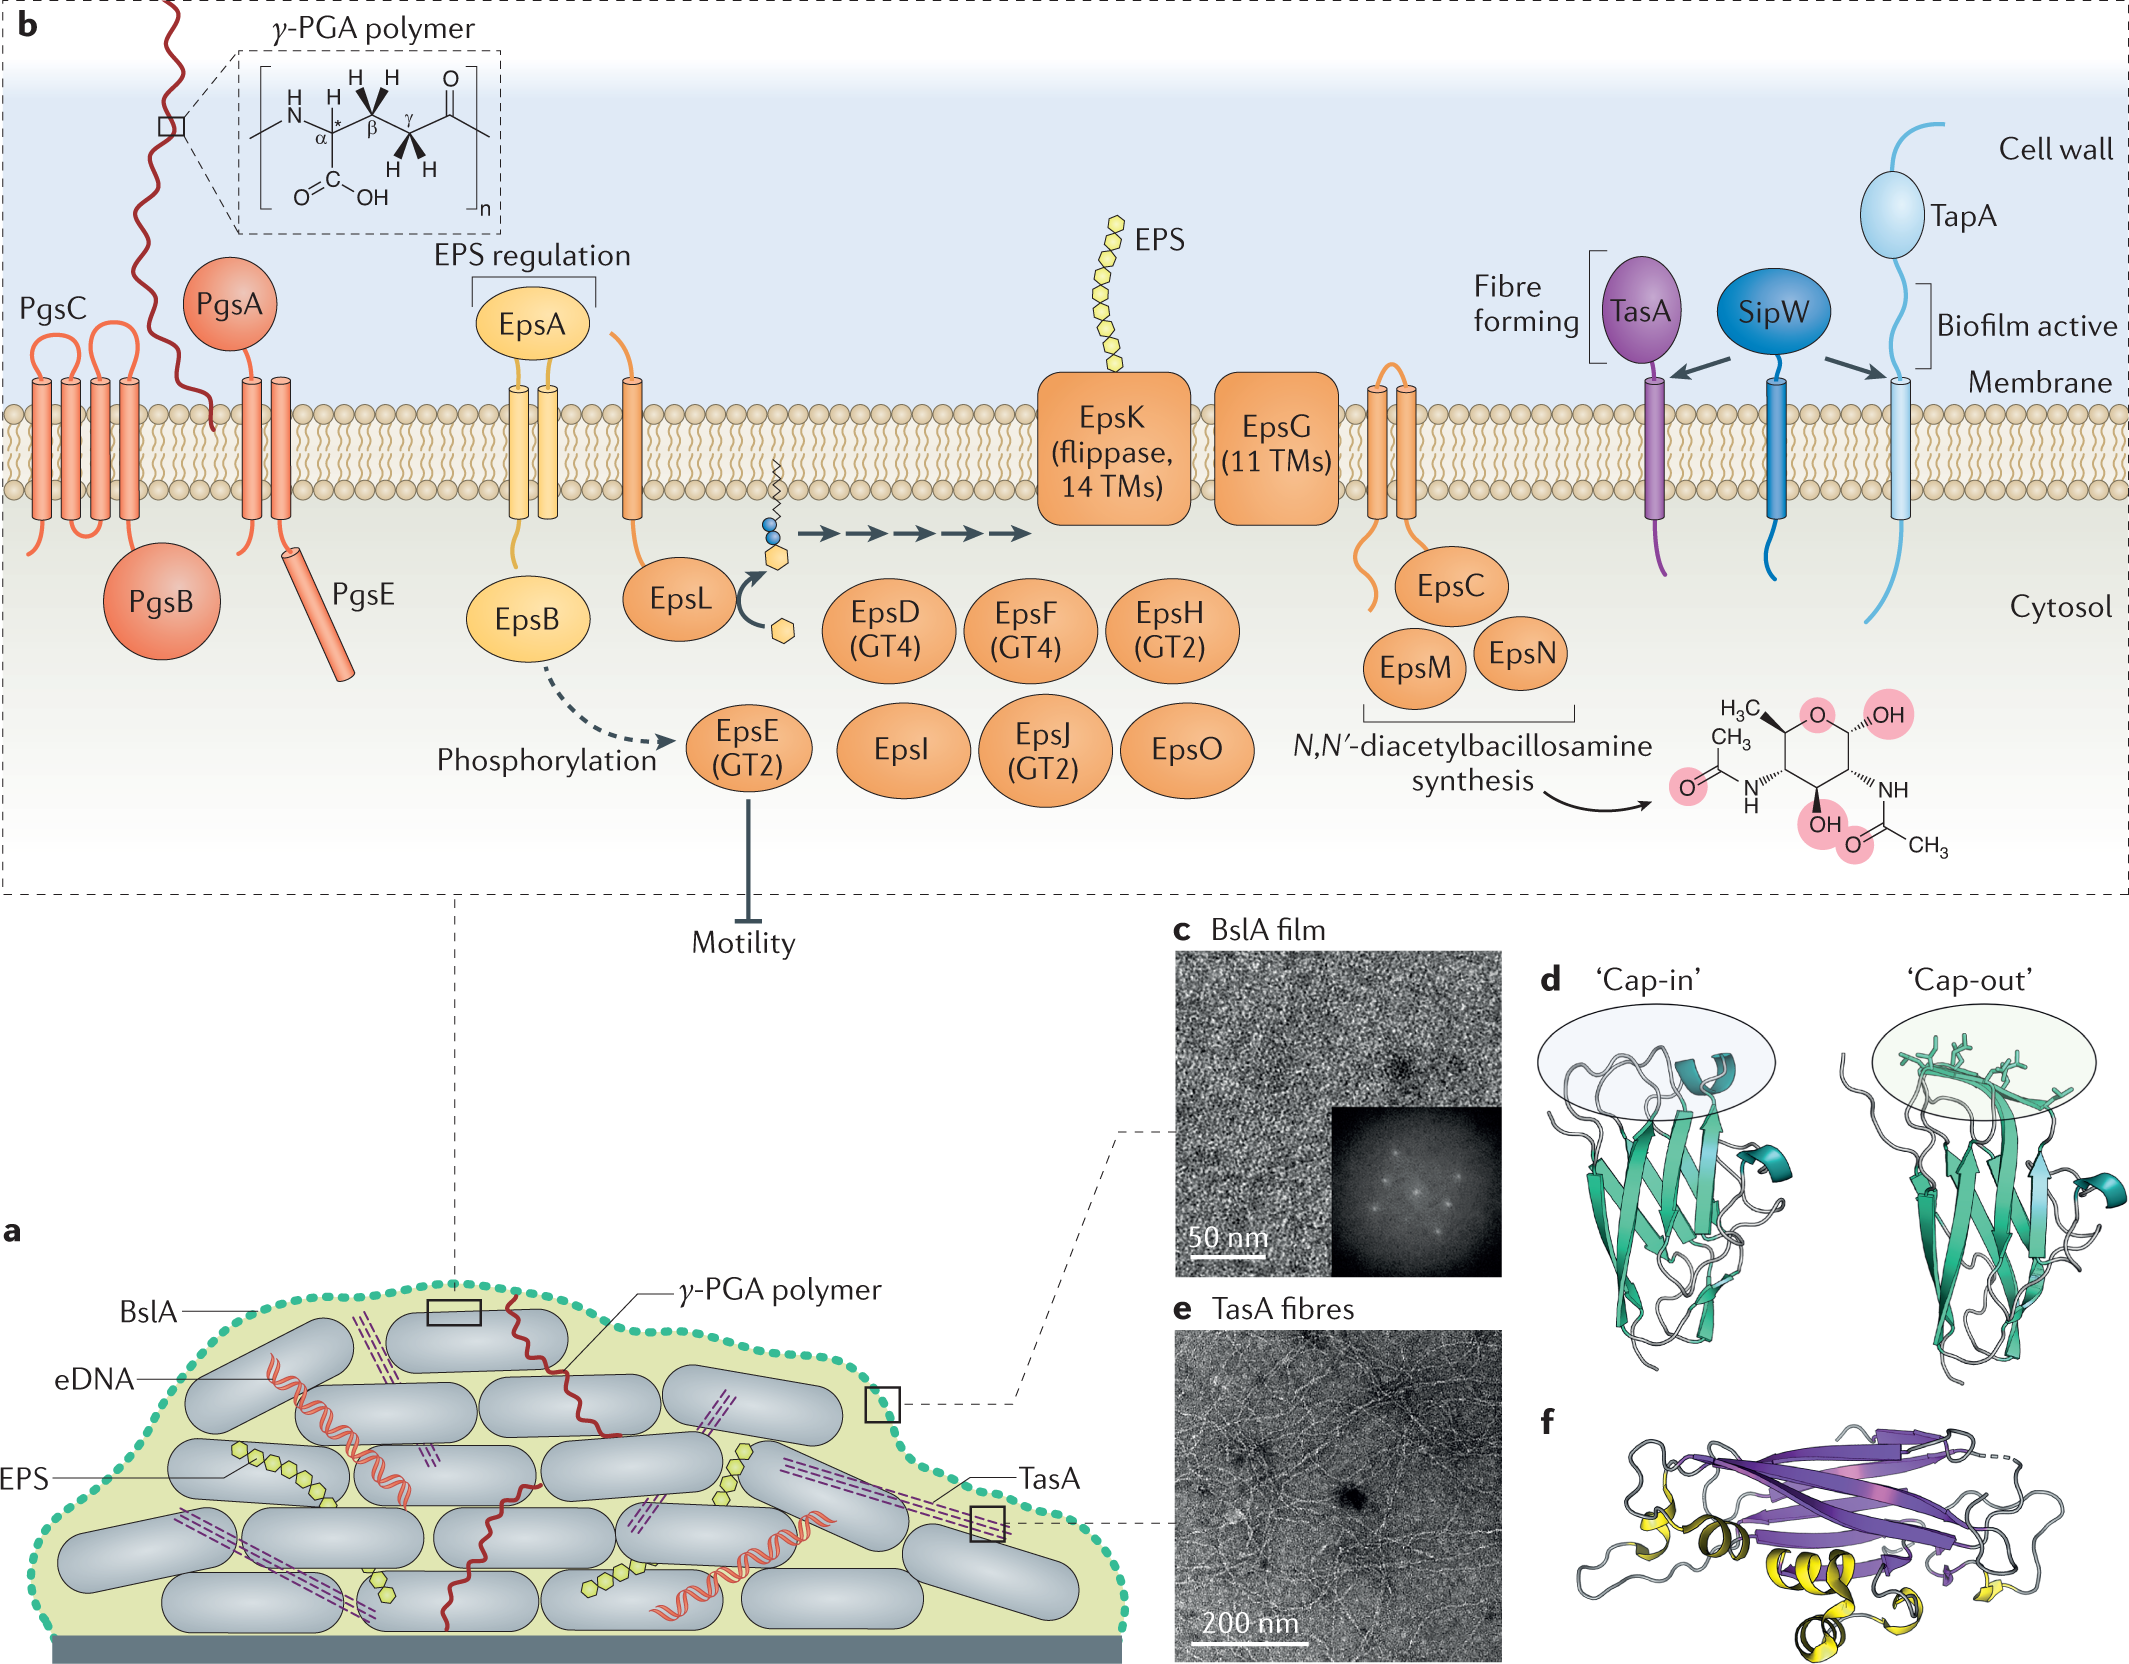 b
γ-PGA polymer
H H
O
H
N
H
*
α
β
γ
H H
C
O
OH
n
Cell wall
TapA
EPS regulation
EPS
PgsC
PgsA
EpsA
Fibre
forming
TasA
SipW
Biofilm active
Membrane
EpsK
(flippase,
14 TMs)
EpsG
(11 TMs)
PgsB
PgsE
EpsB
EpsL
EpsD
(GT4)
EpsF
(GT4)
EpsH
(GT2)
EpsC
EpsM
EpsN
Cytosol
Phosphorylation
EpsE
(GT2)
EpsI
EpsJ
(GT2)
EpsO
N,N′-diacetylbacillosamine
synthesis
H3C
O
OH
CH3
O
N
H
NH
OH
O
CH3
Motility
c BslA film
50 nm
d ‘Cap-in’ ‘Cap-out’
a
BslA
γ-PGA polymer
eDNA
EPS
TasA
e TasA fibres
200 nm
f